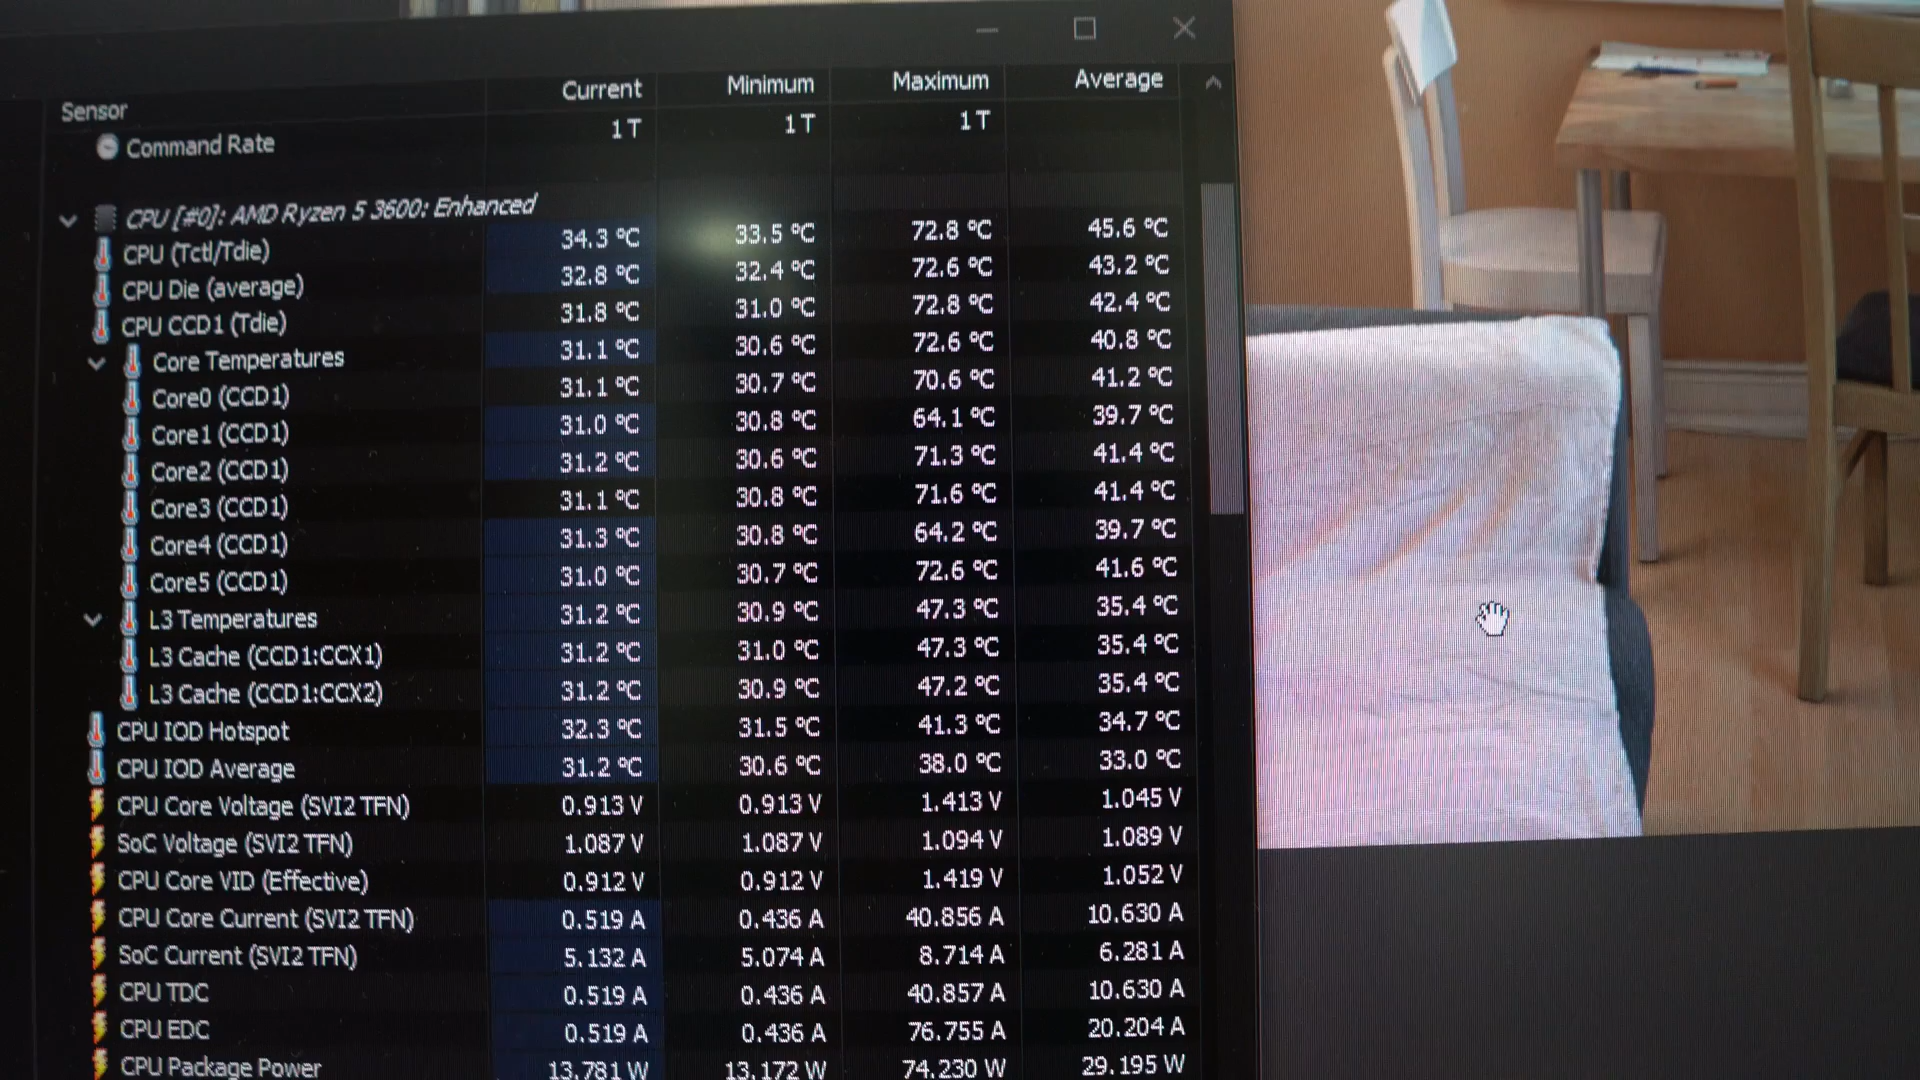 Sensor Current Minimum Maximum Average
Command Rate 1T 1T 1T
CPU [#0]: AMD Ryzen 5 3600: Enhanced
CPU (Tctl/Tdie) 34.3 °C 33.5 °C 72.8 °C 45.6 °C
CPU Die (average) 32.8 °C 32.4 °C 72.6 °C 43.2 °C
CPU CCD1 (Tdie) 31.8 °C 31.0 °C 72.8 °C 42.4 °C
Core Temperatures 31.1 °C 30.6 °C 72.6 °C 40.8 °C
Core0 (CCD1) 31.1 °C 30.7 °C 70.6 °C 41.2 °C
Core1 (CCD1) 31.0 °C 30.8 °C 64.1 °C 39.7 °C
Core2 (CCD1) 31.2 °C 30.6 °C 71.3 °C 41.4 °C
Core3 (CCD1) 31.1 °C 30.8 °C 71.6 °C 41.4 °C
Core4 (CCD1) 31.3 °C 30.8 °C 64.2 °C 39.7 °C
Core5 (CCD1) 31.0 °C 30.7 °C 72.6 °C 41.6 °C
L3 Temperatures 31.2 °C 30.9 °C 47.3 °C 35.4 °C
L3 Cache (CCD1:CCX1) 31.2 °C 31.0 °C 47.3 °C 35.4 °C
L3 Cache (CCD1:CCX2) 31.2 °C 30.9 °C 47.2 °C 35.4 °C
CPU IOD Hotspot 32.3 °C 31.5 °C 41.3 °C 34.7 °C
CPU IOD Average 31.2 °C 30.6 °C 38.0 °C 33.0 °C
CPU Core Voltage (SVI2 TFN) 0.913 V 0.913 V 1.413 V 1.045 V
SoC Voltage (SVI2 TFN) 1.087 V 1.087 V 1.094 V 1.089 V
CPU Core VID (Effective) 0.912 V 0.912 V 1.419 V 1.052 V
CPU Core Current (SVI2 TFN) 0.519 A 0.436 A 40.856 A 10.630 A
SoC Current (SVI2 TFN) 5.132 A 5.074 A 8.714 A 6.281 A
CPU TDC 0.519 A 0.436 A 40.857 A 10.630 A
CPU EDC 0.519 A 0.436 A 76.755 A 20.204 A
CPU Package Power 13.781 W 13.172 W 74.230 W 29.195 W